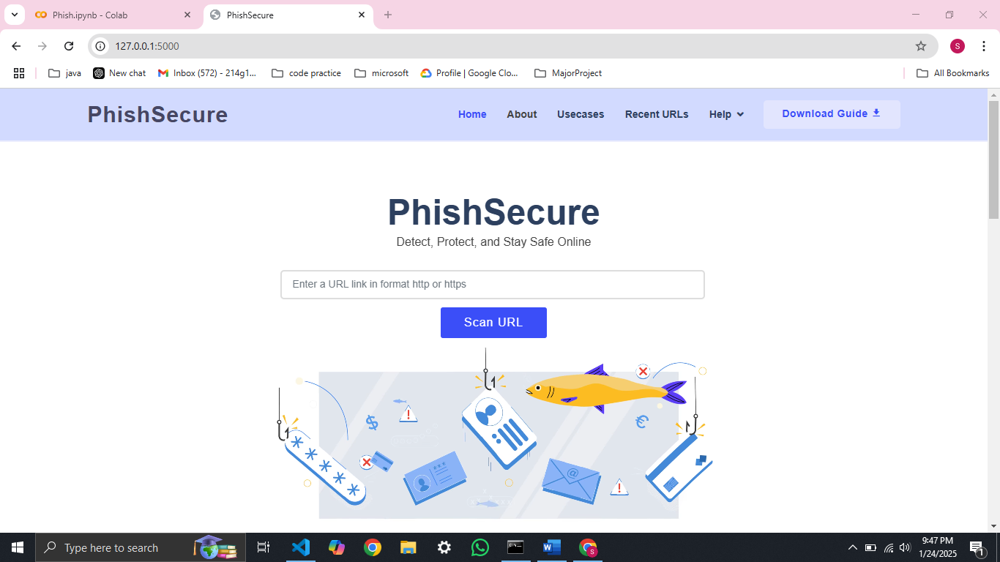 Phish.ipynb - Colab
PhishSecure
127.0.0.1:5000
S
java
New chat
Inbox (572) - 214g1...
code practice
microsoft
Profile | Google Clo...
MajorProject
All Bookmarks
PhishSecure
Home
About
Usecases
Recent URLs
Help
Download Guide
PhishSecure
Detect, Protect, and Stay Safe Online
Enter a URL link in format http or https
Scan URL
$
!
€
* * * * *
***
@
!
Type here to search
S
9:47 PM
1/24/2025
1